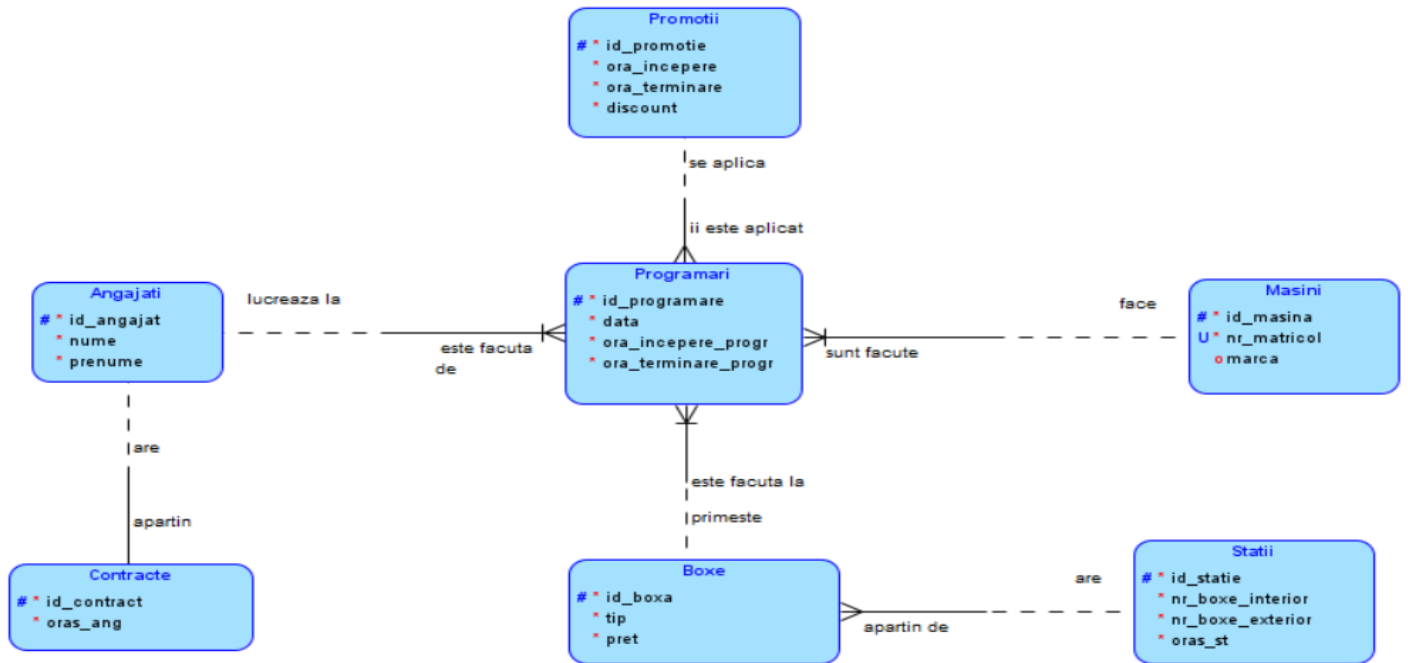 Promotii
# * id_promotie
* ora_incepere
* ora_terminare
* discount
se aplica
ii este aplicat
Angajati
# * id_angajat
* nume
* prenume
lucreaza la
este facuta
de
Programari
# * id_programare
* data
* ora_incepere_progr
* ora_terminare_progr
face
sunt facute
Masini
# * id_masina
U * nr_matricol
o marca
are
apartin
este facuta la
primeste
Contracte
# * id_contract
* oras_ang
Boxe
# * id_boxa
* tip
* pret
are
apartin de
Statii
# * id_statie
* nr_boxe_interior
* nr_boxe_exterior
* oras_st